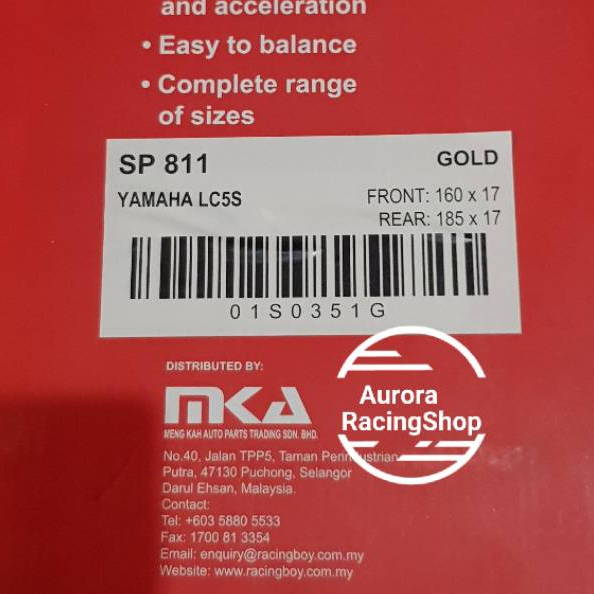 and acceleration
• Easy to balance
• Complete range
of sizes
SP 811
GOLD
YAMAHA LC5S
FRONT: 160 x 17
REAR: 185 x 17
01S0351G
DISTRIBUTED BY:
MKA
MENG KAH AUTO PARTS TRADING SDN. BHD.
Aurora
RacingShop
No.40, Jalan TPP5, Taman Perindustrian
Putra, 47130 Puchong, Selangor
Darul Ehsan, Malaysia.
Contact:
Tel: +603 5880 5533
Fax: 1700 81 3354
Email: enquiry@racingboy.com.my
Website: www.racingboy.com.my